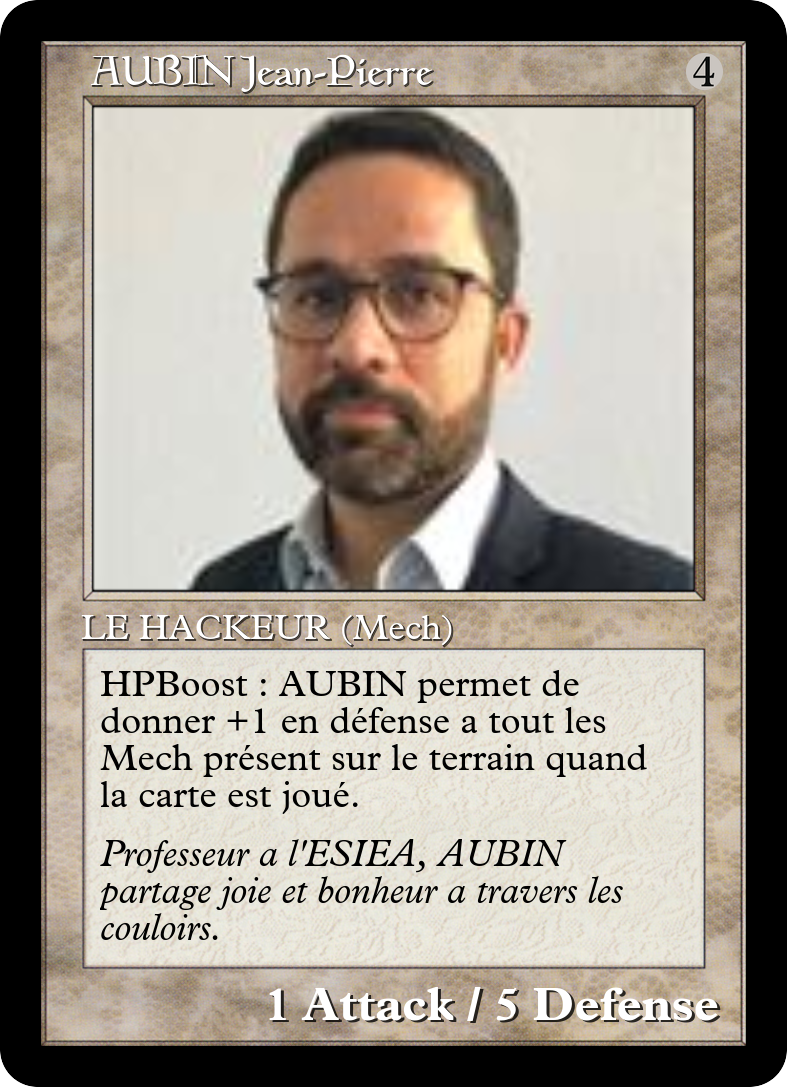 AUBIN Jean-Pierre 4
LE HACKEUR (Mech)
HPBoost : AUBIN permet de
donner +1 en défense a tout les
Mech présent sur le terrain quand
la carte est joué.
Professeur a l'ESIEA, AUBIN
partage joie et bonheur a travers les
couloirs.
1 Attack / 5 Defense